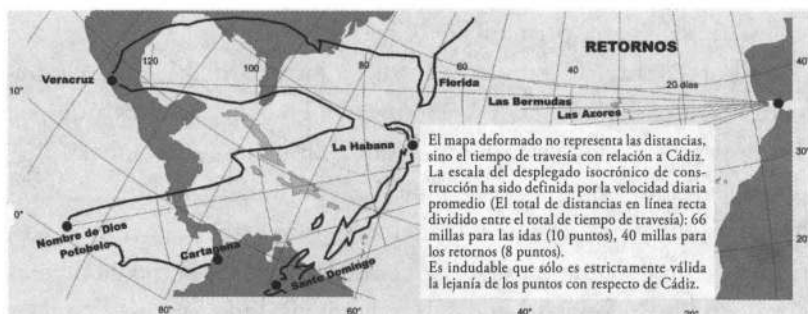 RETORNOS
120
100
60
40
20 días
40°
Veracruz
Florida
Las Bermudas
Las Azores
10°
La Habana
30°
0°
Nombre de Dios
Potobelo
Cartagena
Santo Domingo
20°
80°
60°
40°
20°
El mapa deformado no representa las distancias,
sino el tiempo de travesía con relación a Cádiz.
La escala del desplegado isocrónico de cons-
trucción ha sido definida por la velocidad diaria
promedio (El total de distancias en línea recta
dividido entre el total de tiempo de travesía): 66
millas para las idas (10 puntos), 40 millas para
los retornos (8 puntos).
Es indudable que sólo es estrictamente válida
la lejanía de los puntos con respecto de Cádiz.